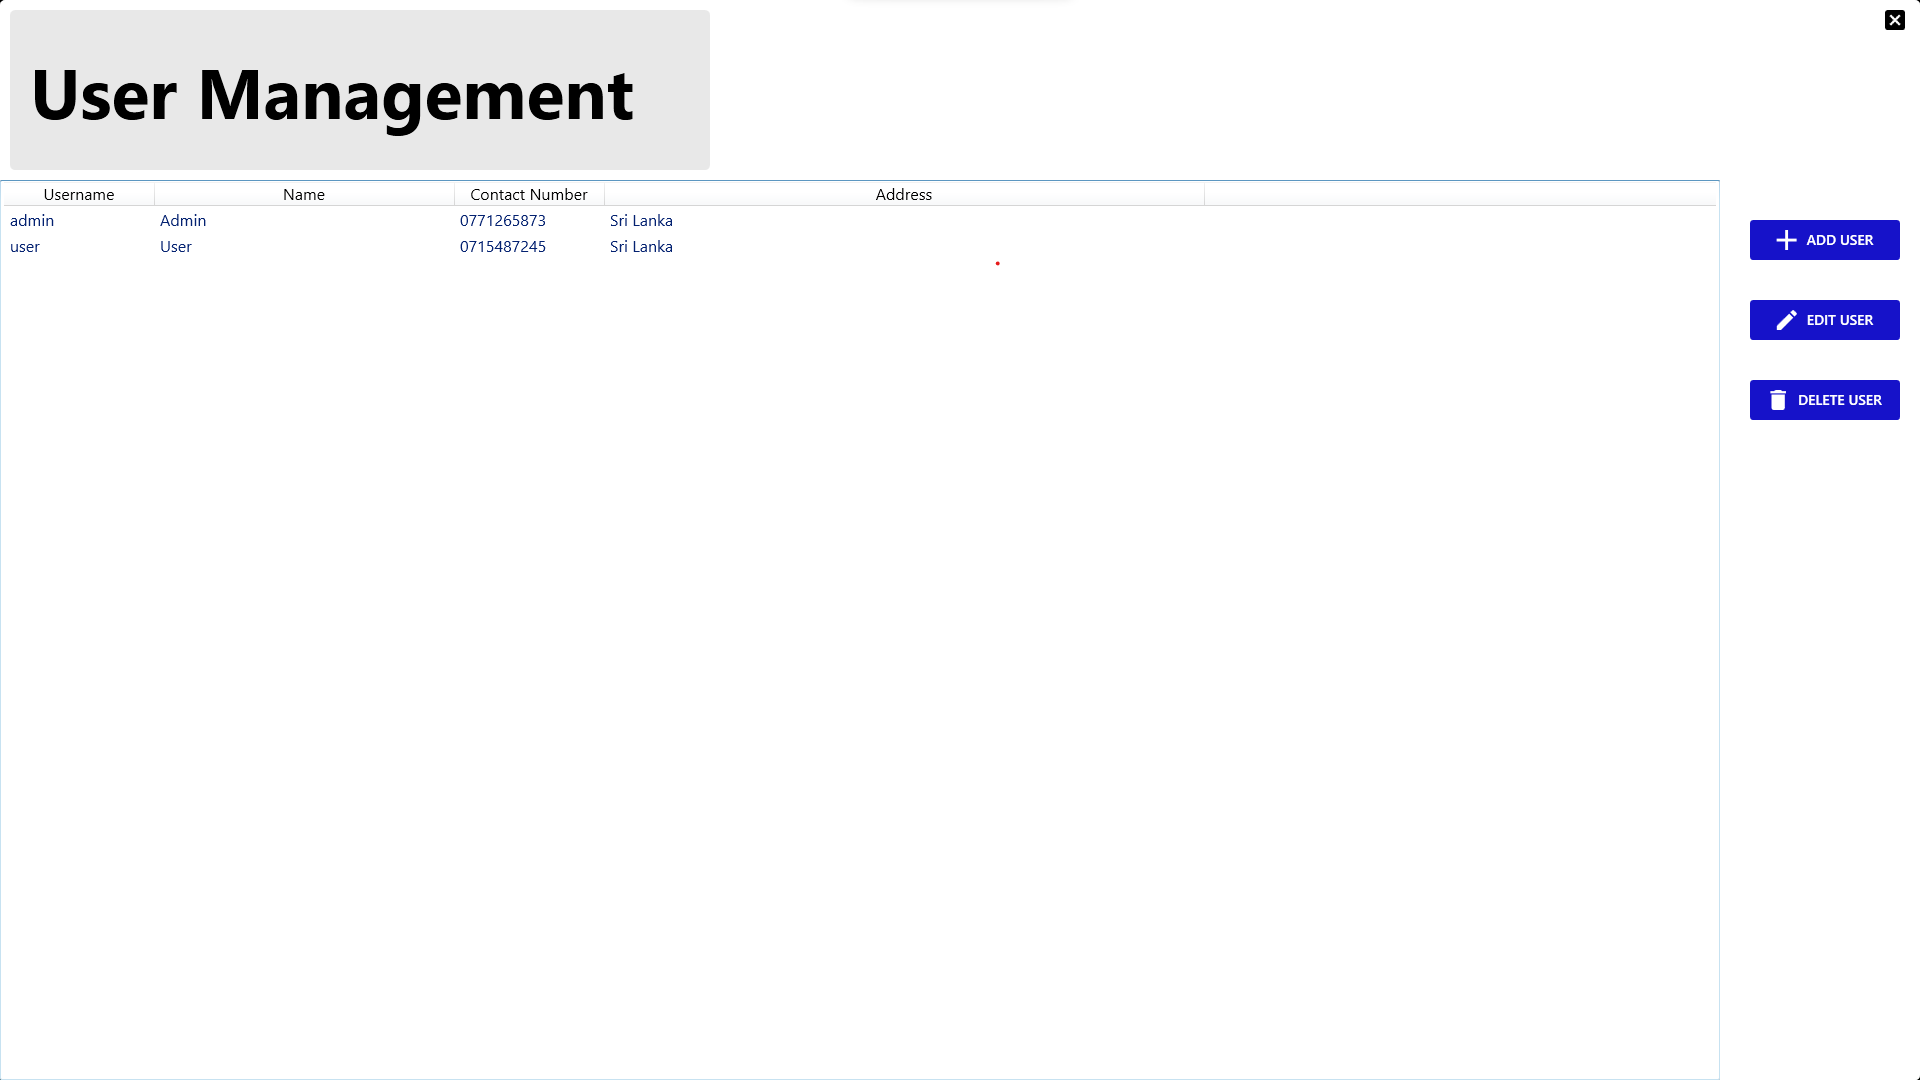 User Management
Username Name Contact Number Address
admin Admin 0771265873 Sri Lanka
user User 0715487245 Sri Lanka
ADD USER
EDIT USER
DELETE USER